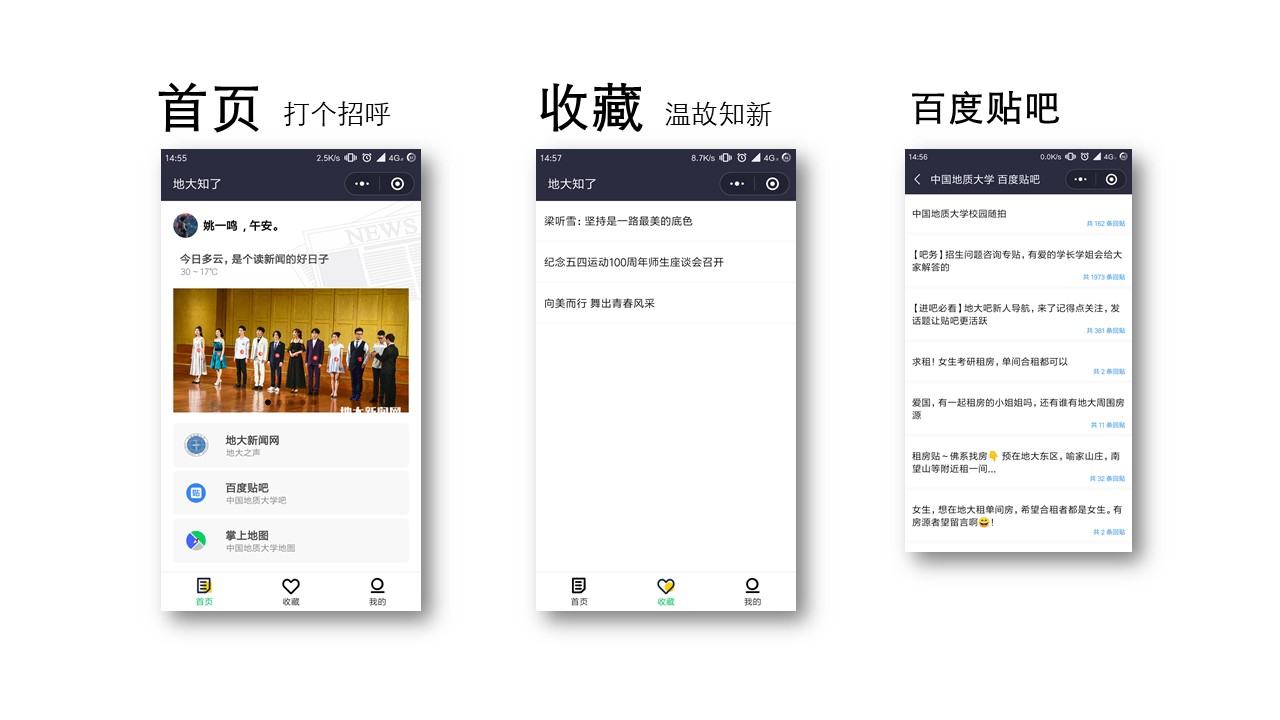 首页 打个招呼
14:55 2.5K/s 4G
地大知了
NEWS
姚一鸣，午安。
今日多云，是个读新闻的好日子
30 ~ 17℃
地大新闻网
地大新闻网
地大之声
百度贴吧
中国地质大学吧
掌上地图
中国地质大学地图
首页 收藏 我的
收藏 温故知新
14:57 8.7K/s 4G
地大知了
梁听雪：坚持是一路最美的底色
纪念五四运动100周年师生座谈会召开
向美而行 舞出青春风采
首页 收藏 我的
百度贴吧
14:56 0.0K/s 4G
中国地质大学 百度贴吧
中国地质大学校园随拍
共 162 条回贴
【吧务】招生问题咨询专贴，有爱的学长学姐会给大
家解答的
共 1973 条回贴
【进吧必看】地大吧新人导航，来了记得点关注，发
话题让贴吧更活跃
共 381 条回贴
求租！女生考研租房，单间合租都可以
共 2 条回贴
爱国，有一起租房的小姐姐吗，还有谁有地大周围房
源
共 11 条回贴
租房贴～佛系找房👇 预在地大东区，喻家山庄，南
望山等附近租一间...
共 32 条回贴
女生，想在地大租单间房，希望合租者都是女生。有
房源者望留言啊😄！
共 2 条回贴